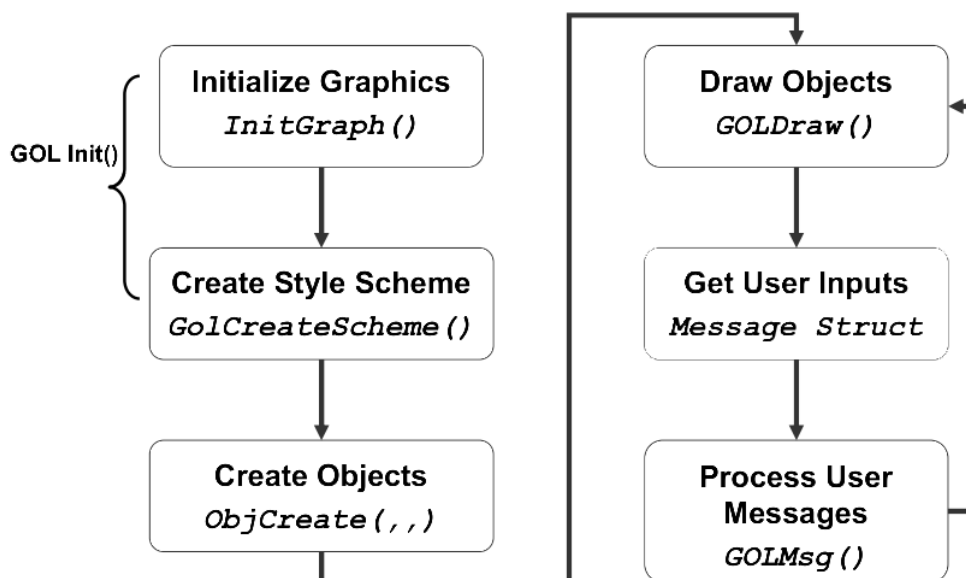 GOL Init()
Initialize Graphics
InitGraph()
Create Style Scheme
GolCreateScheme()
Create Objects
ObjCreate(,,)
Draw Objects
GOLDraw()
Get User Inputs
Message Struct
Process User
Messages
GOLMsg()